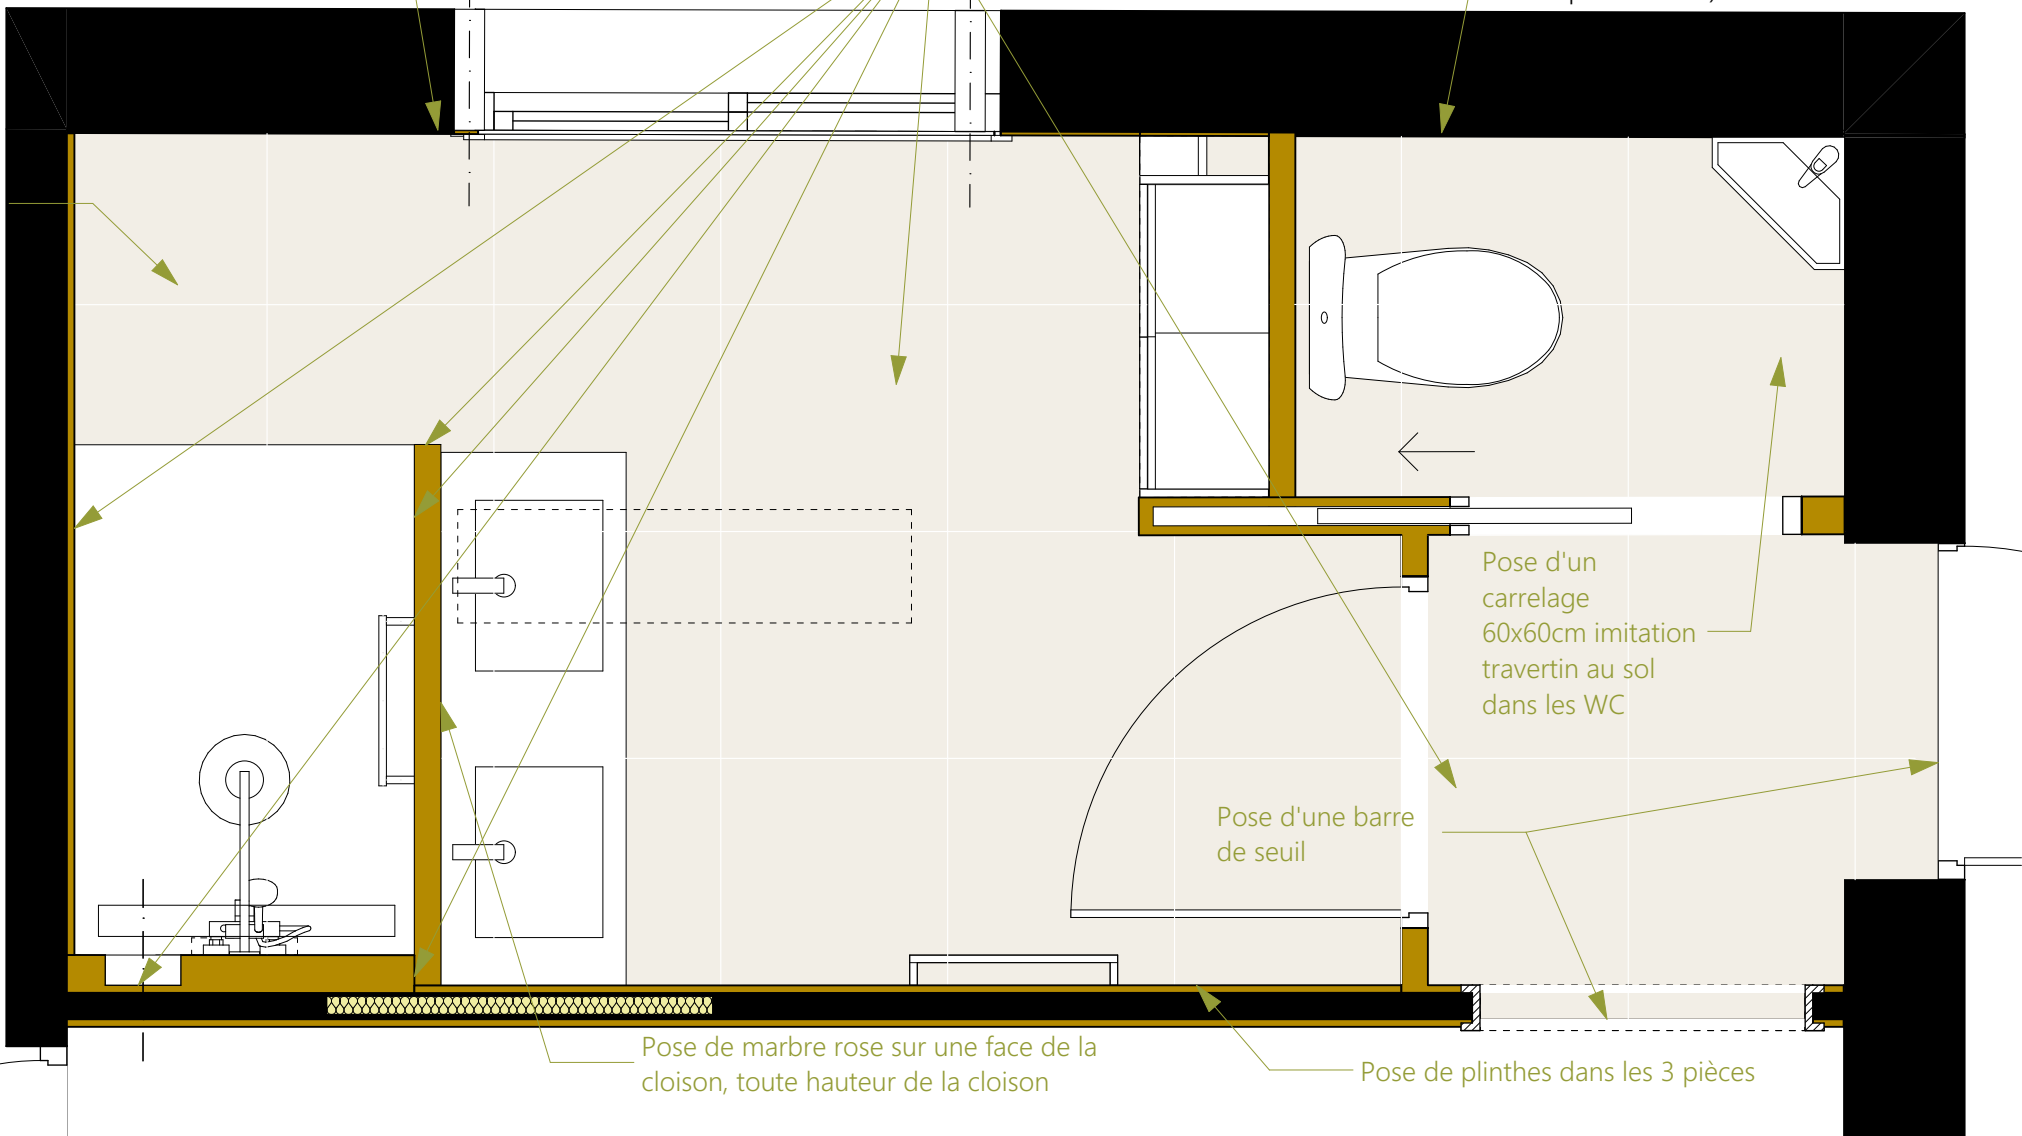 Pose d'un
carrelage
60x60cm imitation
travertin au sol
dans les WC
Pose d'une barre
de seuil
Pose de marbre rose sur une face de la
cloison, toute hauteur de la cloison
Pose de plinthes dans les 3 pièces